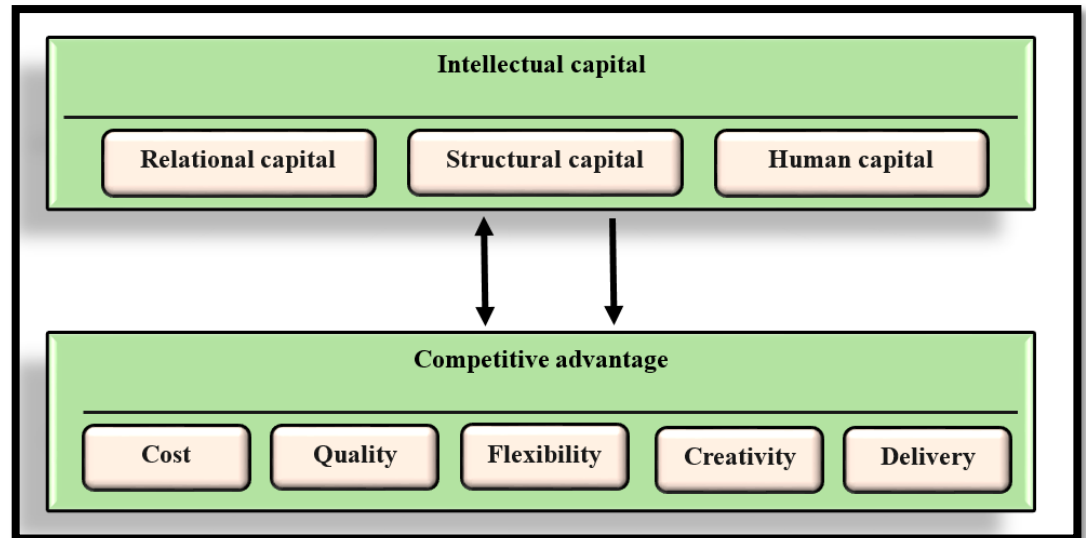 Intellectual capital
Relational capital
Structural capital
Human capital
Competitive advantage
Cost
Quality
Flexibility
Creativity
Delivery